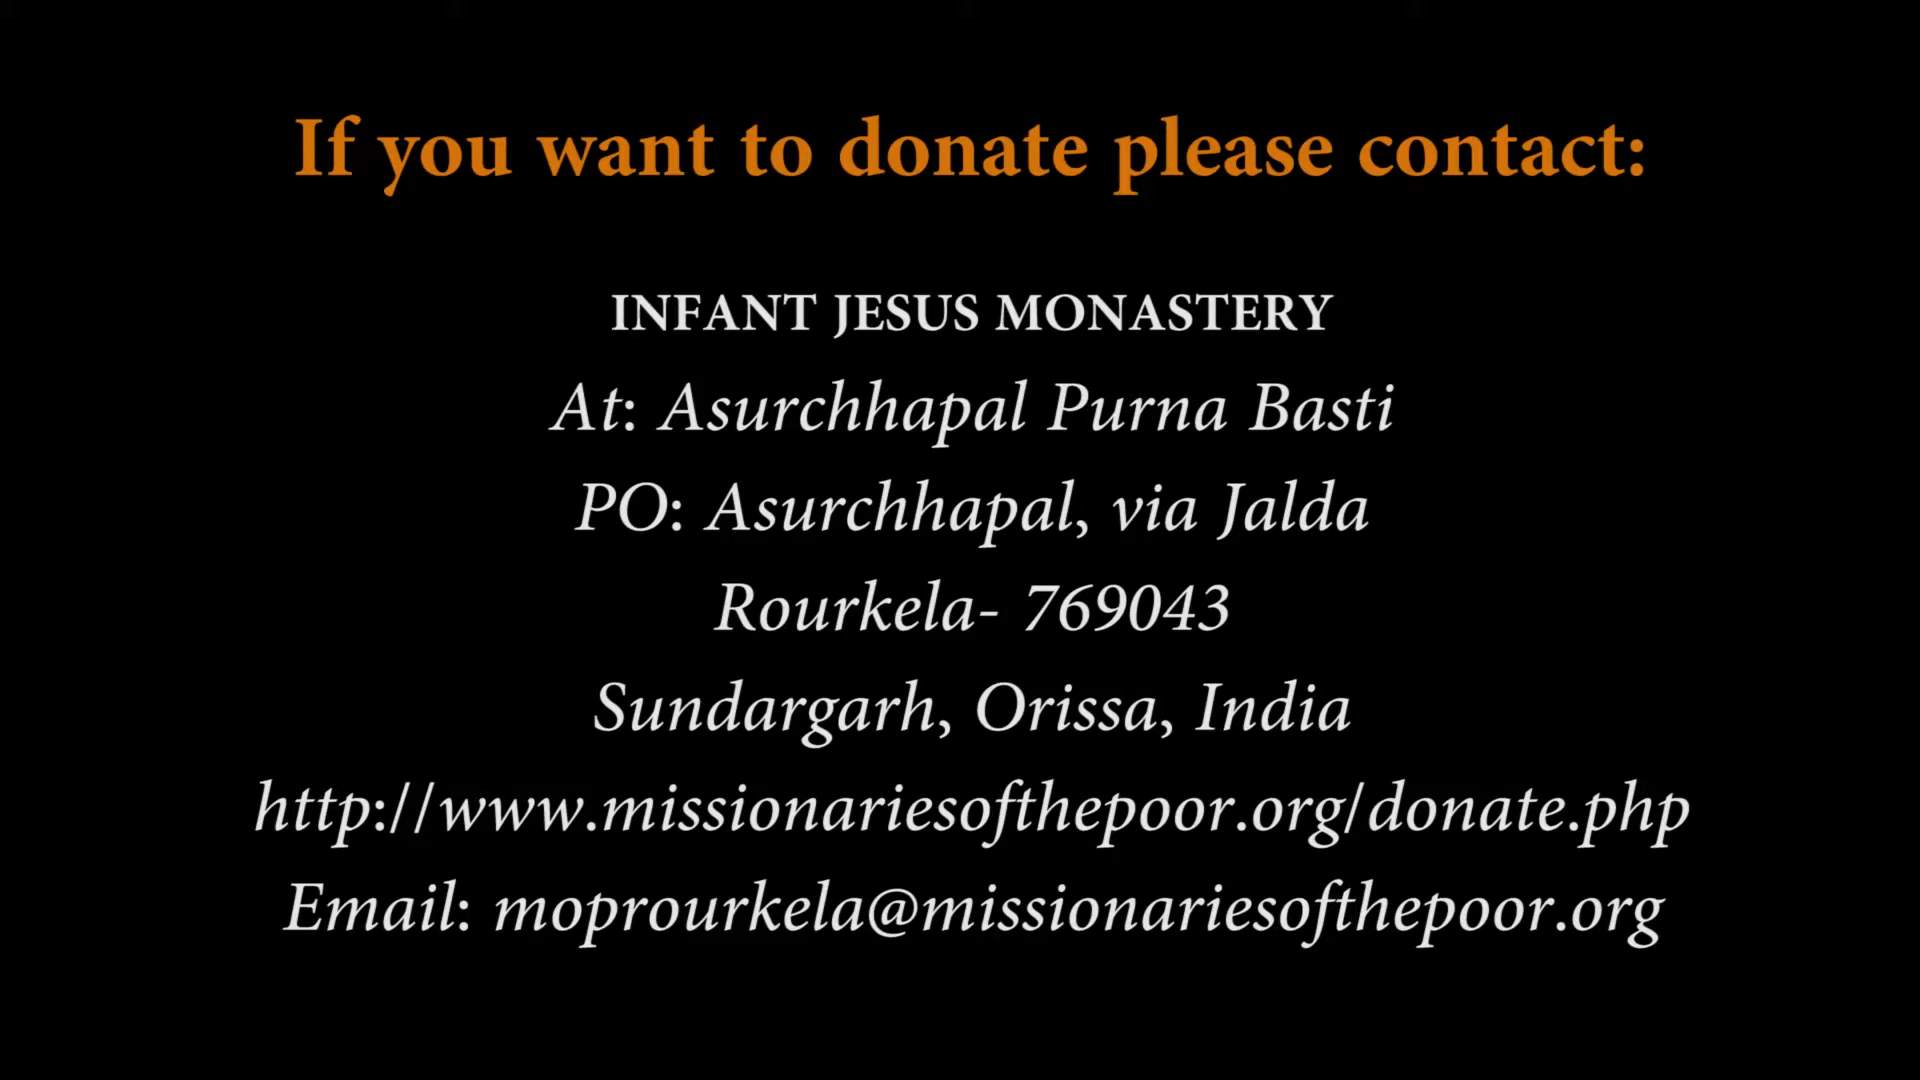 If you want to donate please contact:
INFANT JESUS MONASTERY
At: Asurchhapal Purna Basti
PO: Asurchhapal, via Jalda
Rourkela- 769043
Sundargarh, Orissa, India
http://www.missionariesofthepoor.org/donate.php
Email: moprourkela@missionariesofthepoor.org